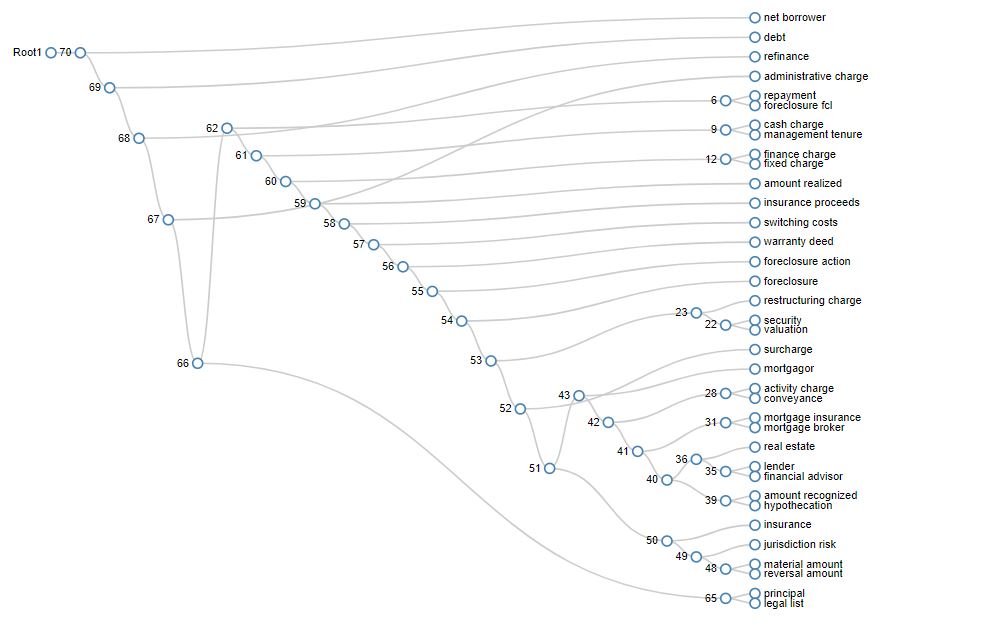 net borrower
debt
Root1 70
refinance
administrative charge
69
repayment
6
foreclosure fcl
cash charge
62
9
management tenure
68
finance charge
61
12
fixed charge
60
amount realized
59
insurance proceeds
67
58
switching costs
57
warranty deed
56
foreclosure action
foreclosure
55
restructuring charge
23
54
security
22
valuation
surcharge
53
66
mortgagor
activity charge
43
28
conveyance
52
mortgage insurance
42
31
mortgage broker
real estate
41
36
lender
51
35
financial advisor
40
amount recognized
39
hypothecation
insurance
50
jurisdiction risk
49
material amount
48
reversal amount
principal
65
legal list